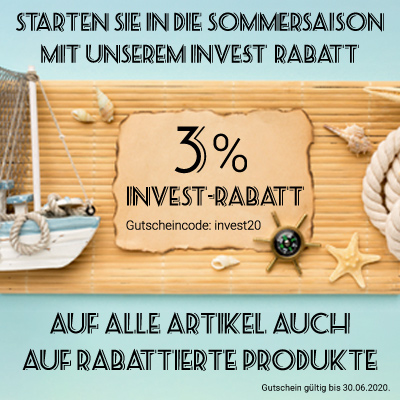 STARTEN SIE IN DIE SOMMERSAISON
MIT UNSEREM INVEST RABATT
3%
INVEST-RABATT
Gutscheincode: invest20
AUF ALLE ARTIKEL AUCH
AUF RABATTIERTE PRODUKTE
Gutschein gültig bis 30.06.2020.